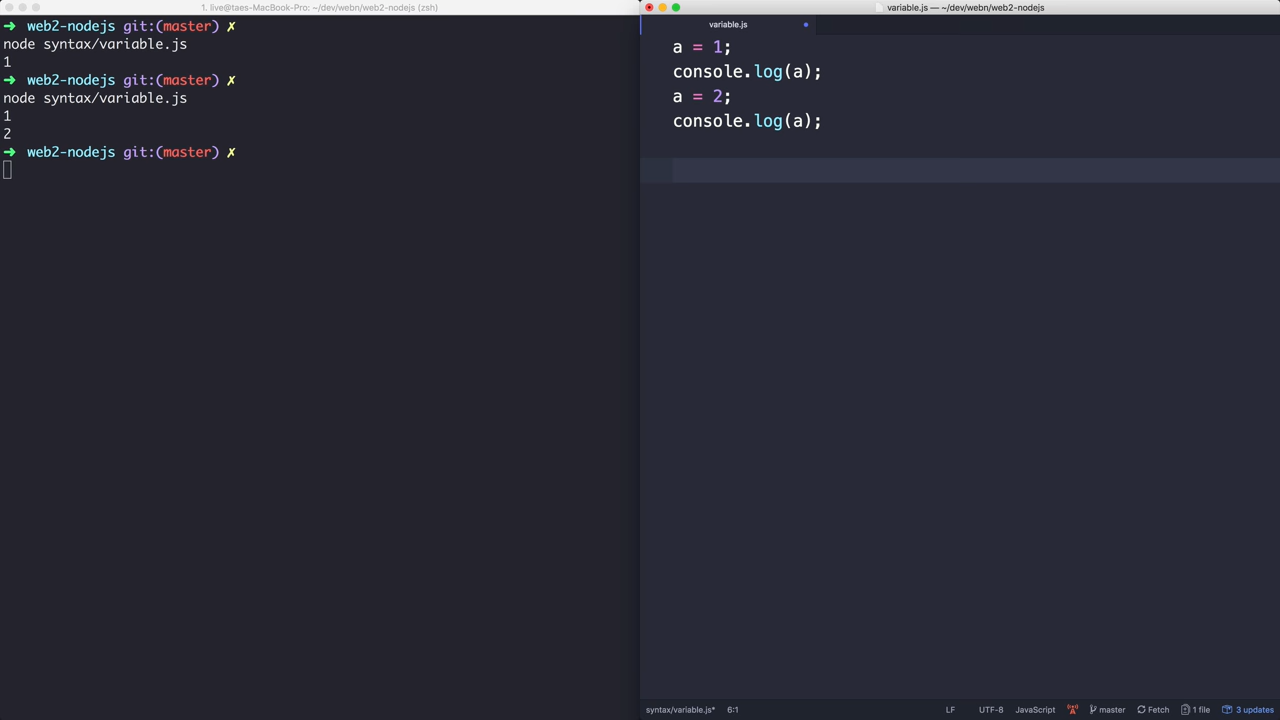 1. live@taes-MacBook-Pro: ~/dev/webn/web2-nodejs (zsh)
➜ web2-nodejs git:(master) ✗
node syntax/variable.js
1
➜ web2-nodejs git:(master) ✗
node syntax/variable.js
1
2
➜ web2-nodejs git:(master) ✗
variable.js — ~/dev/webn/web2-nodejs
variable.js
a = 1;
console.log(a);
a = 2;
console.log(a);
syntax/variable.js* 6:1 LF UTF-8 JavaScript master Fetch 1 file 3 updates